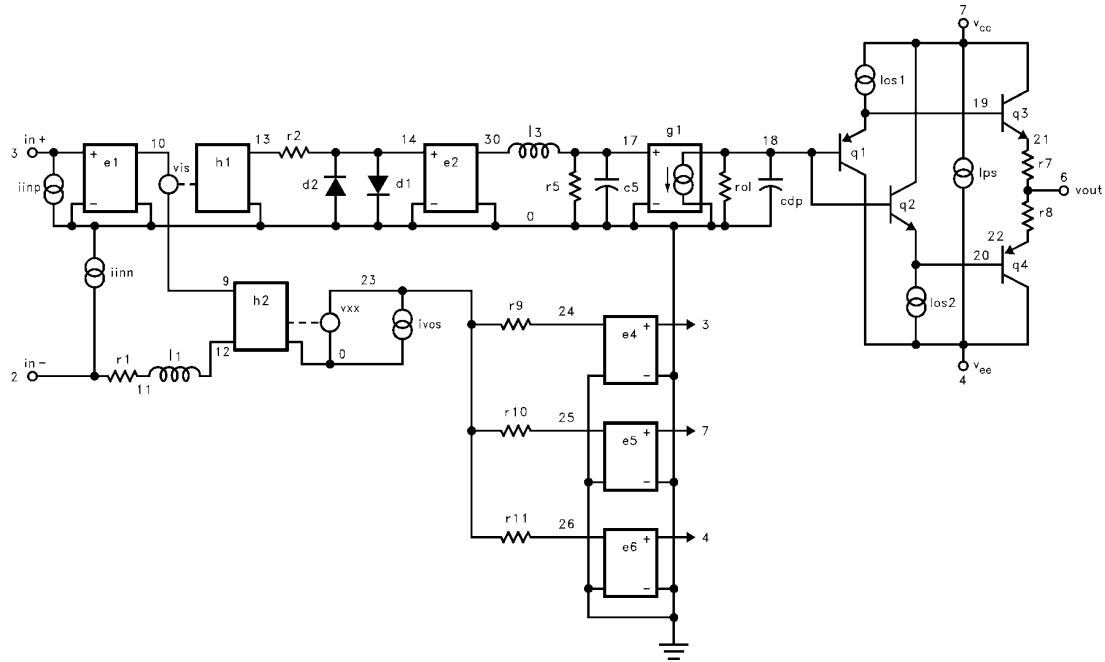 7
v_cc
Ios1
19
q3
in+
3
e1
+
−
10
vis
h1
13
r2
14
+
e2
−
30
l3
17
g1
+
−
18
q1
21
r7
iinp
d2
d1
r5
c5
rol
cdp
Ips
6
vout
0
q2
r8
22
20
q4
iinn
9
h2
23
vxx
ivos
Ios2
r9
24
e4
+
−
3
in-
2
r1
l1
11
12
0
v_ee
4
r10
25
e5
+
−
7
r11
26
e6
+
−
4